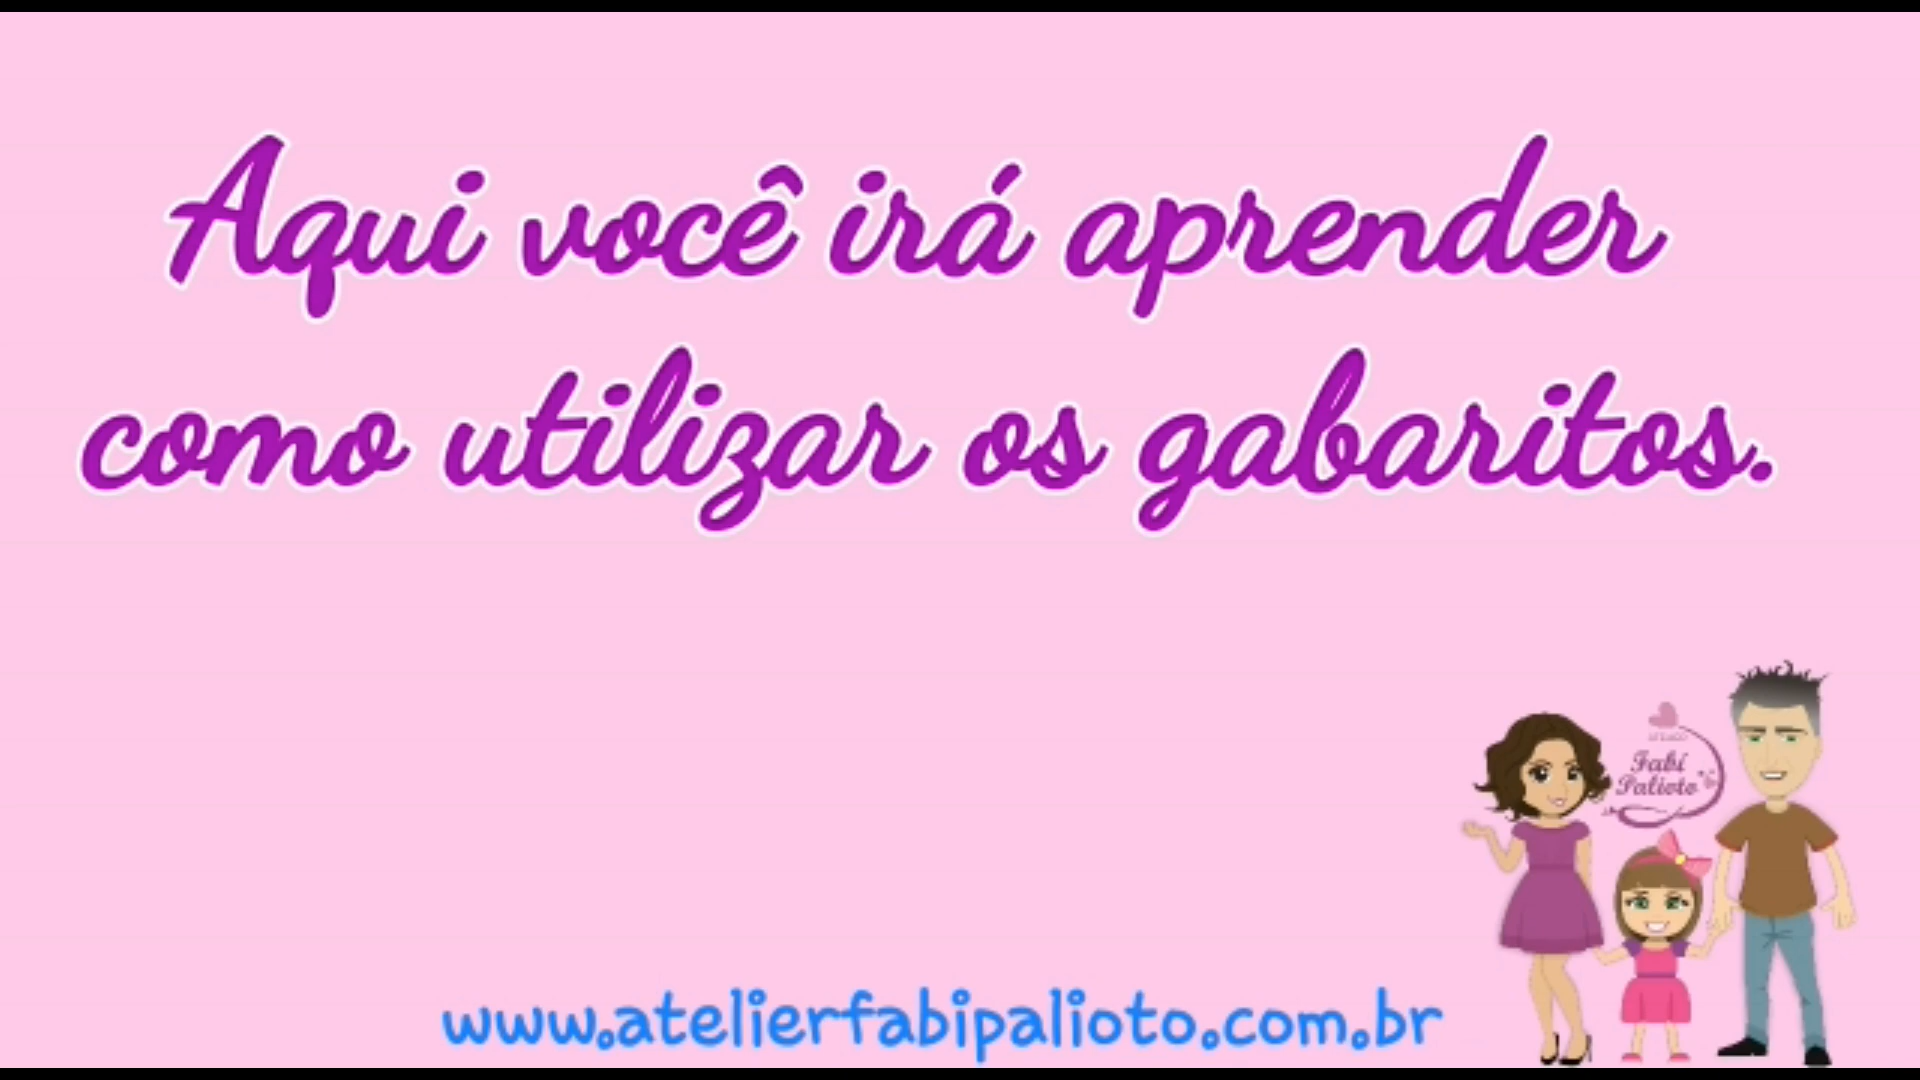 Aqui você irá aprender
como utilizar os gabaritos.
Fabi
Palioto
www.atelierfabipalioto.com.br